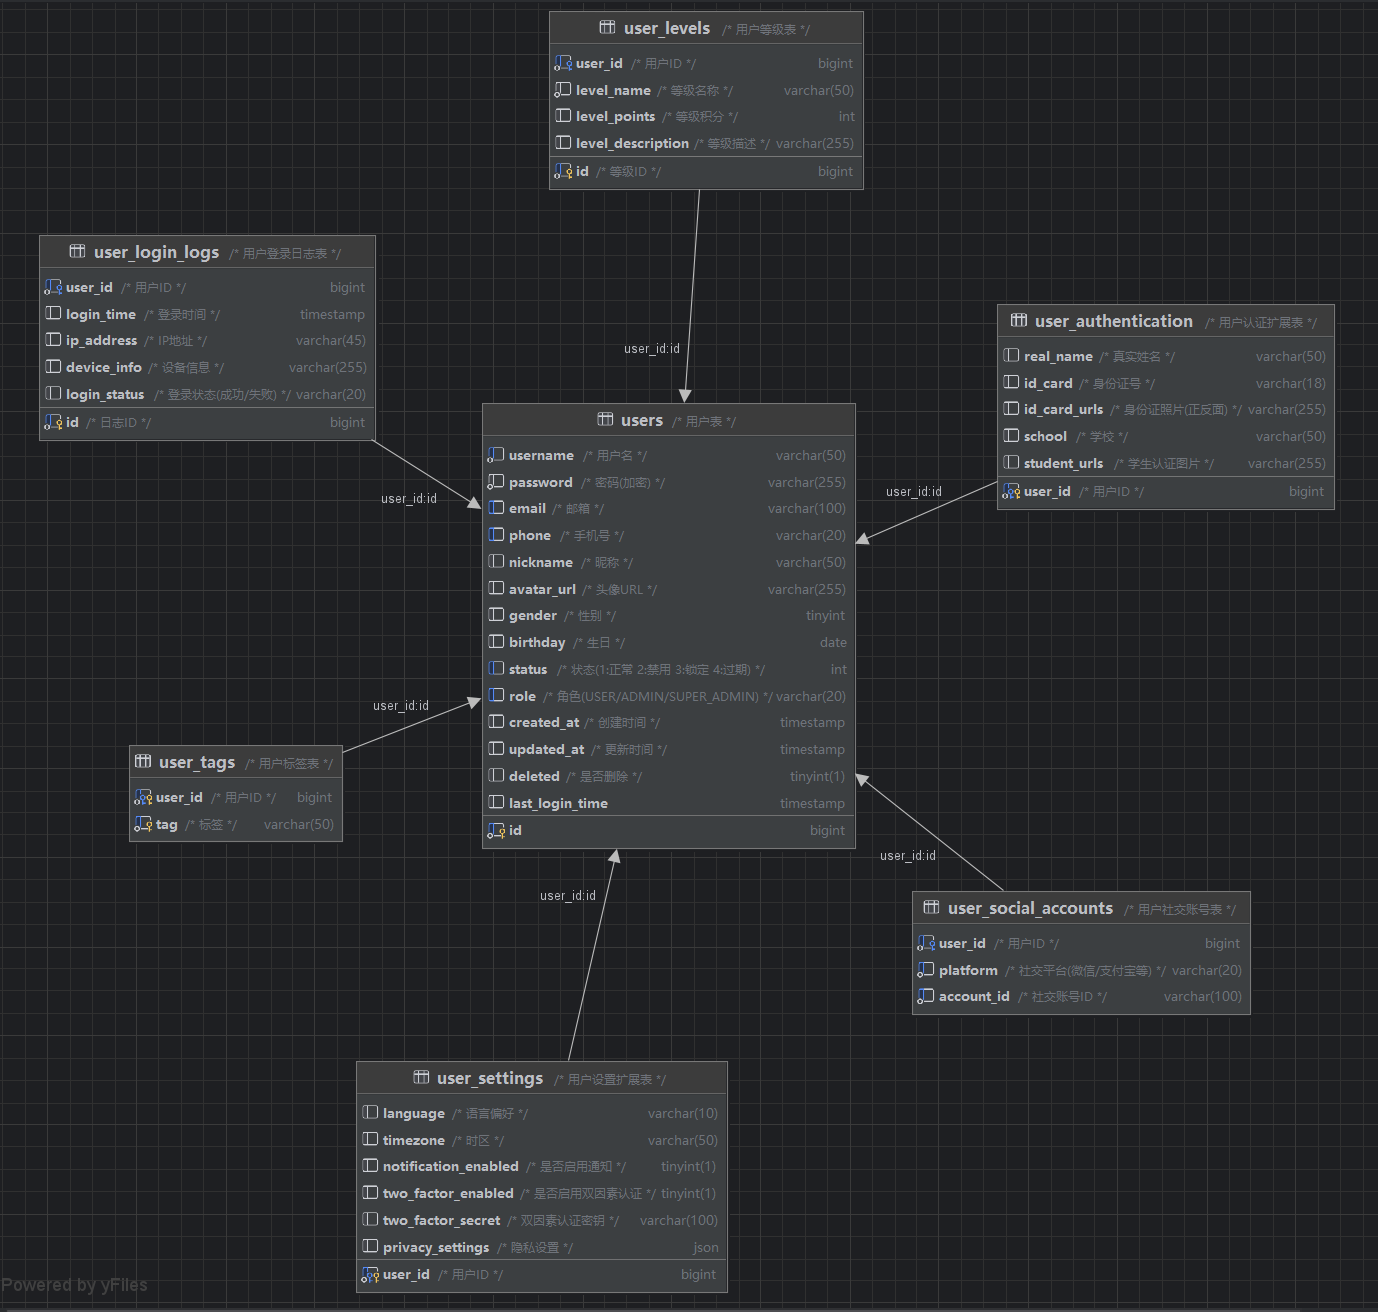 user_levels /* 用户等级表 */
user_id /* 用户ID */ bigint
level_name /* 等级名称 */ varchar(50)
level_points /* 等级积分 */ int
level_description /* 等级描述 */ varchar(255)
id /* 等级ID */ bigint
user_login_logs /* 用户登录日志表 */
user_id /* 用户ID */ bigint
login_time /* 登录时间 */ timestamp
ip_address /* IP地址 */ varchar(45)
device_info /* 设备信息 */ varchar(255)
login_status /* 登录状态(成功/失败) */ varchar(20)
id /* 日志ID */ bigint
user_authentication /* 用户认证扩展表 */
real_name /* 真实姓名 */ varchar(50)
id_card /* 身份证号 */ varchar(18)
id_card_urls /* 身份证照片(正反面) */ varchar(255)
school /* 学校 */ varchar(50)
student_urls /* 学生认证图片 */ varchar(255)
user_id /* 用户ID */ bigint
user_id:id
user_id:id
user_id:id
users /* 用户表 */
username /* 用户名 */ varchar(50)
password /* 密码(加密) */ varchar(255)
email /* 邮箱 */ varchar(100)
phone /* 手机号 */ varchar(20)
nickname /* 昵称 */ varchar(50)
avatar_url /* 头像URL */ varchar(255)
gender /* 性别 */ tinyint
birthday /* 生日 */ date
status /* 状态(1:正常 2:禁用 3:锁定 4:过期) */ int
role /* 角色(USER/ADMIN/SUPER_ADMIN) */ varchar(20)
created_at /* 创建时间 */ timestamp
updated_at /* 更新时间 */ timestamp
deleted /* 是否删除 */ tinyint(1)
last_login_time timestamp
id bigint
user_id:id
user_tags /* 用户标签表 */
user_id /* 用户ID */ bigint
tag /* 标签 */ varchar(50)
user_id:id
user_id:id
user_social_accounts /* 用户社交账号表 */
user_id /* 用户ID */ bigint
platform /* 社交平台(微信/支付宝等) */ varchar(20)
account_id /* 社交账号ID */ varchar(100)
user_settings /* 用户设置扩展表 */
language /* 语言偏好 */ varchar(10)
timezone /* 时区 */ varchar(50)
notification_enabled /* 是否启用通知 */ tinyint(1)
two_factor_enabled /* 是否启用双因素认证 */ tinyint(1)
two_factor_secret /* 双因素认证密钥 */ varchar(100)
privacy_settings /* 隐私设置 */ json
user_id /* 用户ID */ bigint
Powered by yFiles